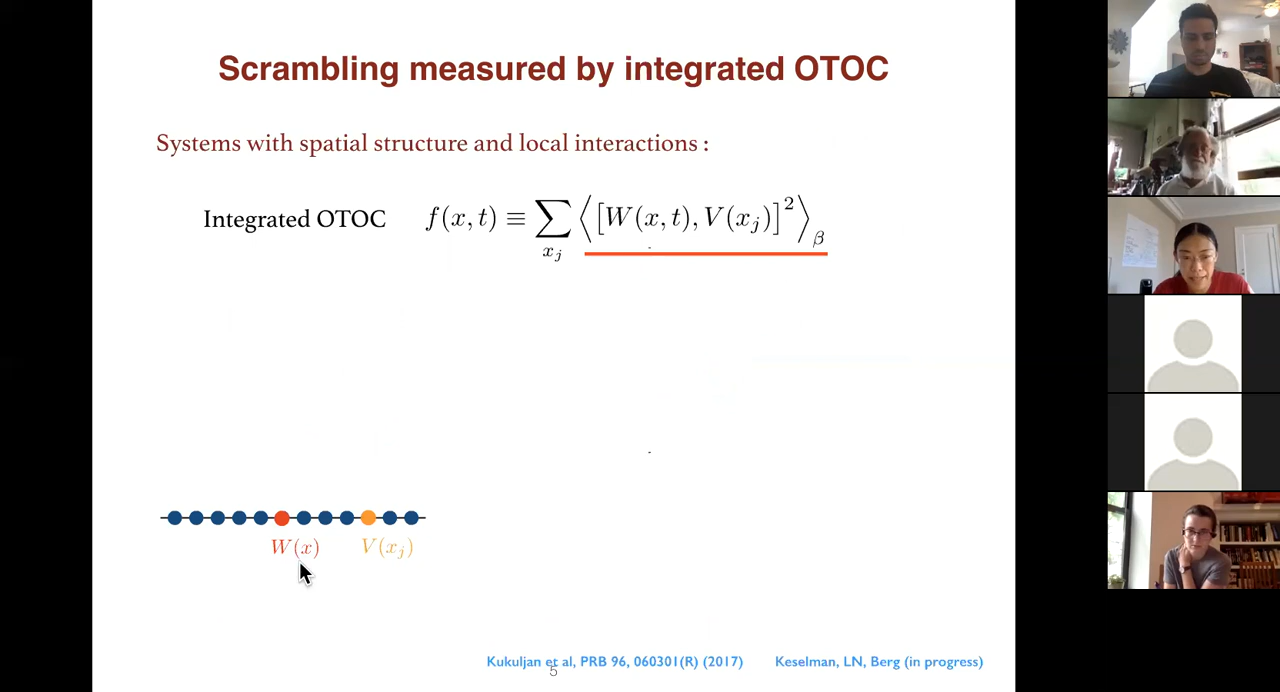 Scrambling measured by integrated OTOC
Systems with spatial structure and local interactions :
Integrated OTOC f(x, t) ≡ ∑_{x_j} ⟨[W(x, t), V(x_j)]²⟩_β
W(x) V(x_j)
Kukuljan et al, PRB 96, 060301(R) (2017) Keselman, LN, Berg (in progress)
5